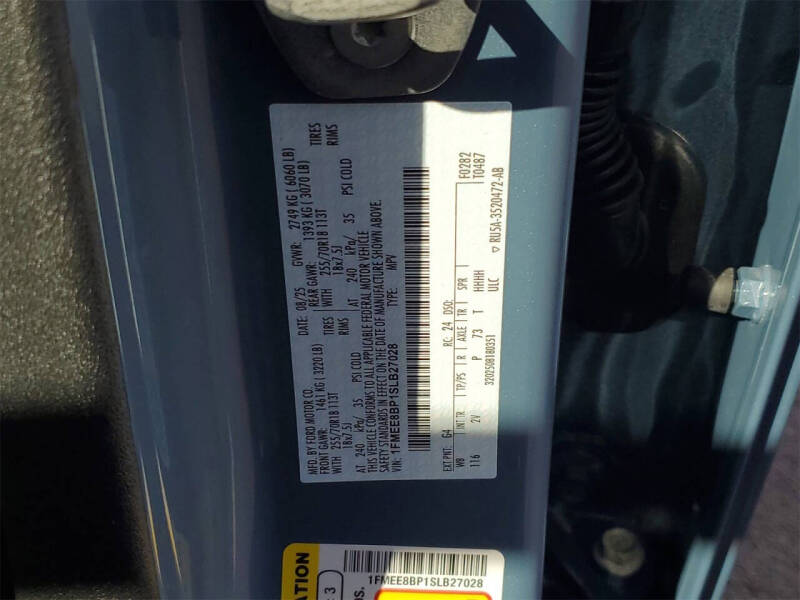 MFD. BY FORD MOTOR CO.
DATE: 08/25 GVWR: 2749 KG ( 6060 LB)
FRONT GAWR: 1461 KG ( 3220 LB) REAR GAWR: 1393 KG ( 3070 LB)
WITH 255/70R18 113T TIRES WITH 255/70R18 113T TIRES
18x7.5J RIMS 18x7.5J RIMS
AT 240 kPa/ 35 PSI COLD AT 240 kPa/ 35 PSI COLD
THIS VEHICLE CONFORMS TO ALL APPLICABLE FEDERAL MOTOR VEHICLE
SAFETY STANDARDS IN EFFECT ON THE DATE OF MANUFACTURE SHOWN ABOVE.
VIN: 1FMEE8BP1SLB27028 TYPE: MPV
F0282
EXT PNT: G4 RC: 24 DSO: T0487
WB INT TR TP/PS R AXLE TR SPR
116 2V P 73 T HHHH
3202508180351 ULC
▽ RU5A-3520472-AB
1FMEE8BP1SLB27028